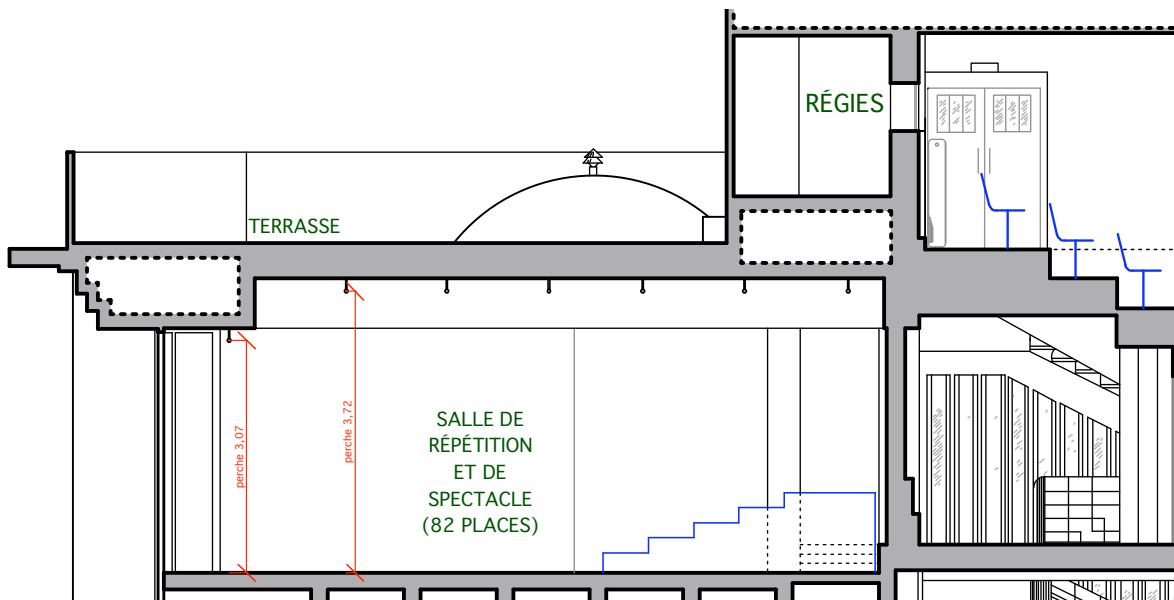 RÉGIES
TERRASSE
perche 3,07
perche 3,72
SALLE DE
RÉPÉTITION
ET DE
SPECTACLE
(82 PLACES)